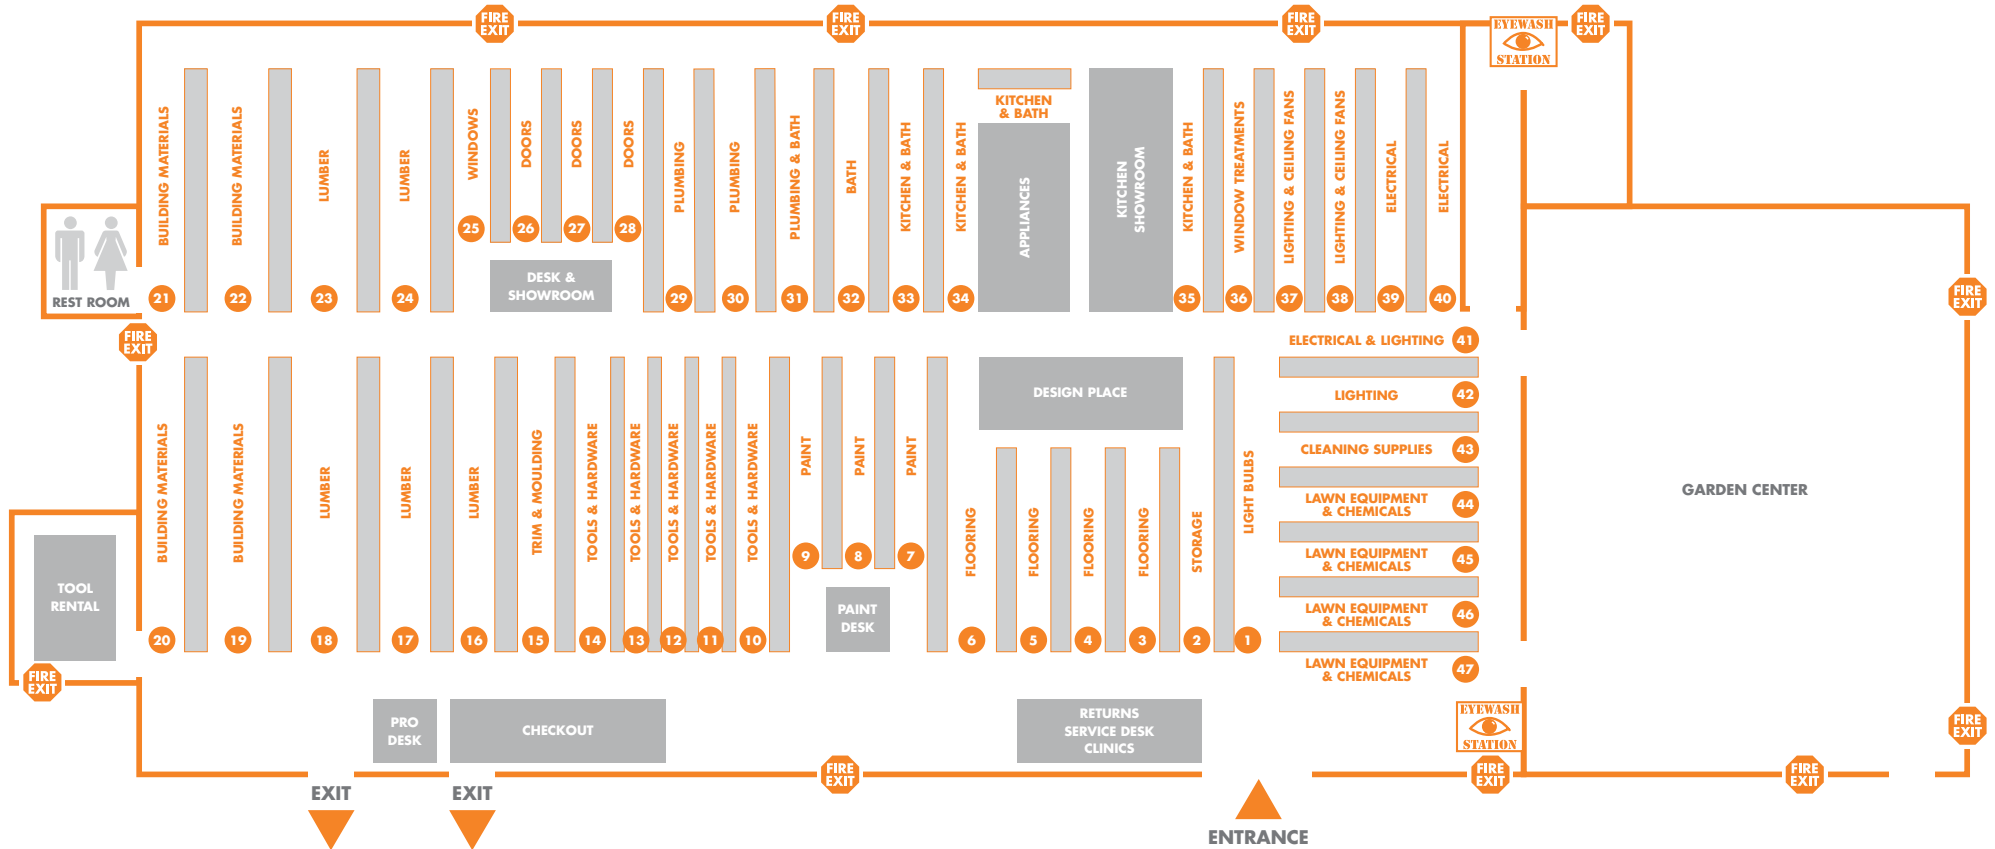 FIRE
EXIT
FIRE
EXIT
FIRE
EXIT
EYEWASH
STATION
FIRE
EXIT
BUILDING MATERIALS
21
BUILDING MATERIALS
22
LUMBER
23
LUMBER
24
WINDOWS
25
DOORS
26
DOORS
27
DOORS
28
DESK &
SHOWROOM
PLUMBING
29
PLUMBING
30
PLUMBING & BATH
31
BATH
32
KITCHEN & BATH
33
KITCHEN & BATH
34
KITCHEN
& BATH
APPLIANCES
KITCHEN
SHOWROOM
KITCHEN & BATH
35
WINDOW TREATMENTS
36
LIGHTING & CEILING FANS
37
LIGHTING & CEILING FANS
38
ELECTRICAL
39
ELECTRICAL
40
REST ROOM
FIRE
EXIT
FIRE
EXIT
ELECTRICAL & LIGHTING 41
LIGHTING 42
CLEANING SUPPLIES 43
LAWN EQUIPMENT
& CHEMICALS
44
LAWN EQUIPMENT
& CHEMICALS
45
LAWN EQUIPMENT
& CHEMICALS
46
LAWN EQUIPMENT
& CHEMICALS
47
GARDEN CENTER
BUILDING MATERIALS
20
BUILDING MATERIALS
19
LUMBER
18
LUMBER
17
LUMBER
16
TRIM & MOULDING
15
TOOLS & HARDWARE
14
TOOLS & HARDWARE
13
TOOLS & HARDWARE
12
TOOLS & HARDWARE
11
TOOLS & HARDWARE
10
PAINT
9
PAINT
8
PAINT
7
PAINT
DESK
DESIGN PLACE
FLOORING
6
FLOORING
5
FLOORING
4
FLOORING
3
STORAGE
2
LIGHT BULBS
1
TOOL
RENTAL
FIRE
EXIT
PRO
DESK
CHECKOUT
RETURNS
SERVICE DESK
CLINICS
EYEWASH
STATION
FIRE
EXIT
FIRE
EXIT
FIRE
EXIT
FIRE
EXIT
EXIT
EXIT
ENTRANCE